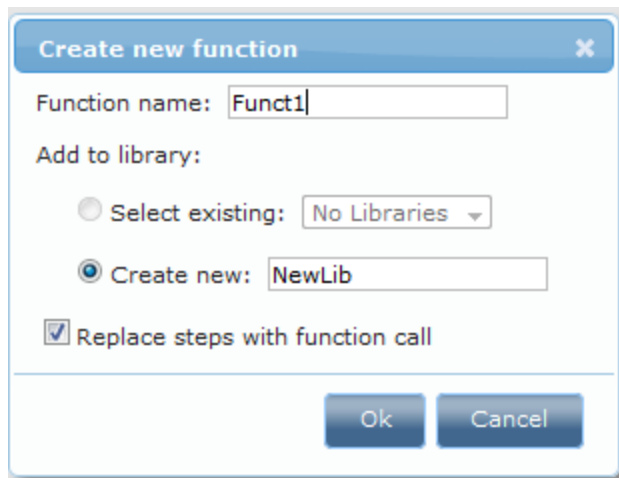 Create new function
Function name: Funct1
Add to library:
Select existing: No Libraries
Create new: NewLib
Replace steps with function call
Ok Cancel